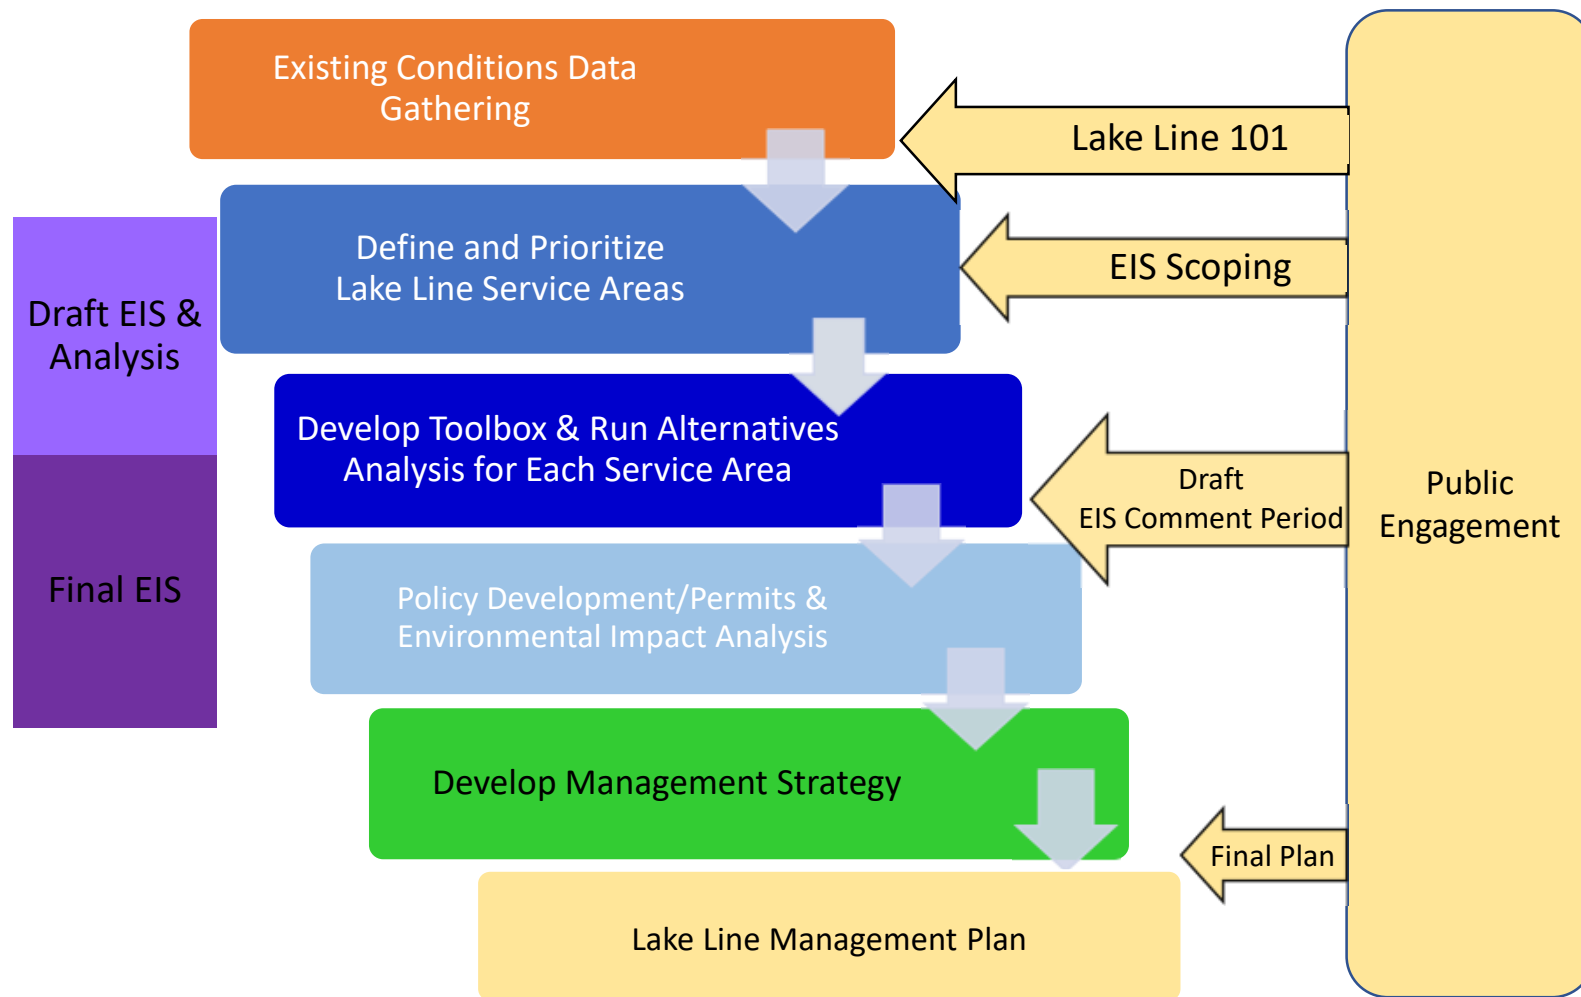 Existing Conditions Data
Gathering
Lake Line 101
Define and Prioritize
Lake Line Service Areas
EIS Scoping
Draft EIS &
Analysis
Develop Toolbox & Run Alternatives
Analysis for Each Service Area
Draft
EIS Comment Period
Public
Engagement
Final EIS
Policy Development/Permits &
Environmental Impact Analysis
Develop Management Strategy
Final Plan
Lake Line Management Plan